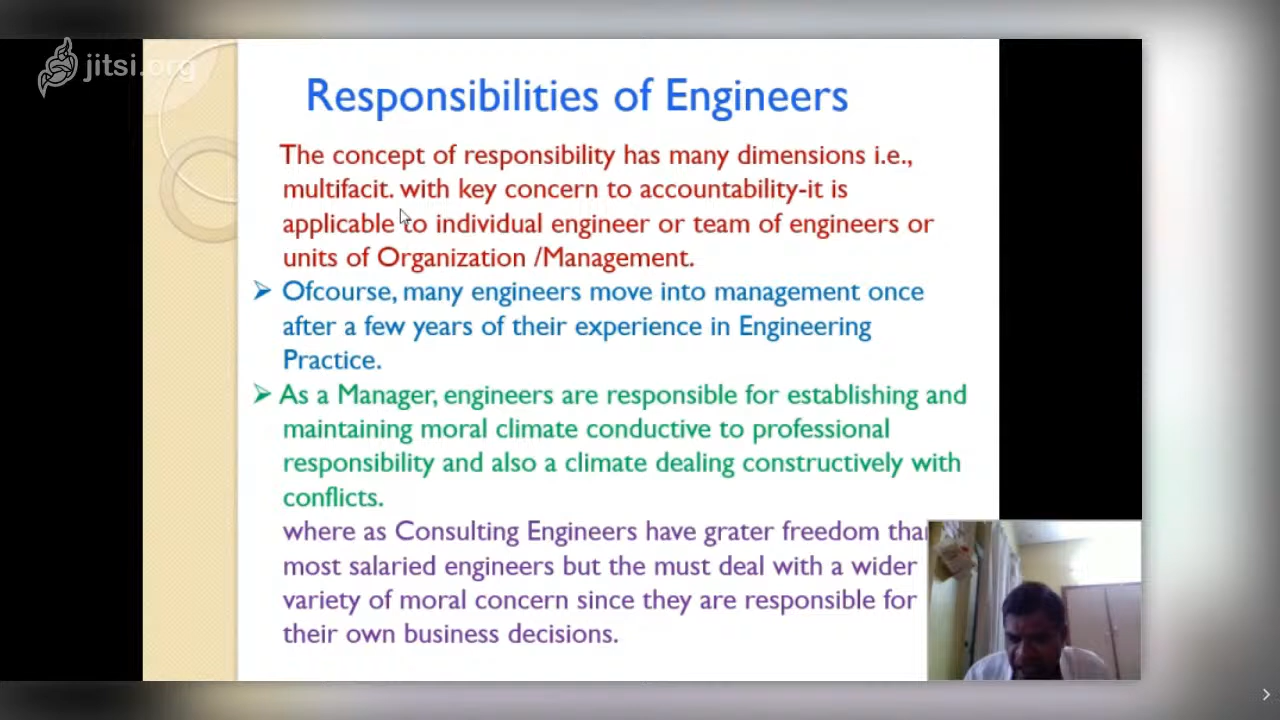 jitsi.org
Responsibilities of Engineers
The concept of responsibility has many dimensions i.e.,
multifacit. with key concern to accountability-it is
applicable to individual engineer or team of engineers or
units of Organization /Management.
Ofcourse, many engineers move into management once
after a few years of their experience in Engineering
Practice.
As a Manager, engineers are responsible for establishing and
maintaining moral climate conductive to professional
responsibility and also a climate dealing constructively with
conflicts.
where as Consulting Engineers have grater freedom than
most salaried engineers but the must deal with a wider
variety of moral concern since they are responsible for
their own business decisions.